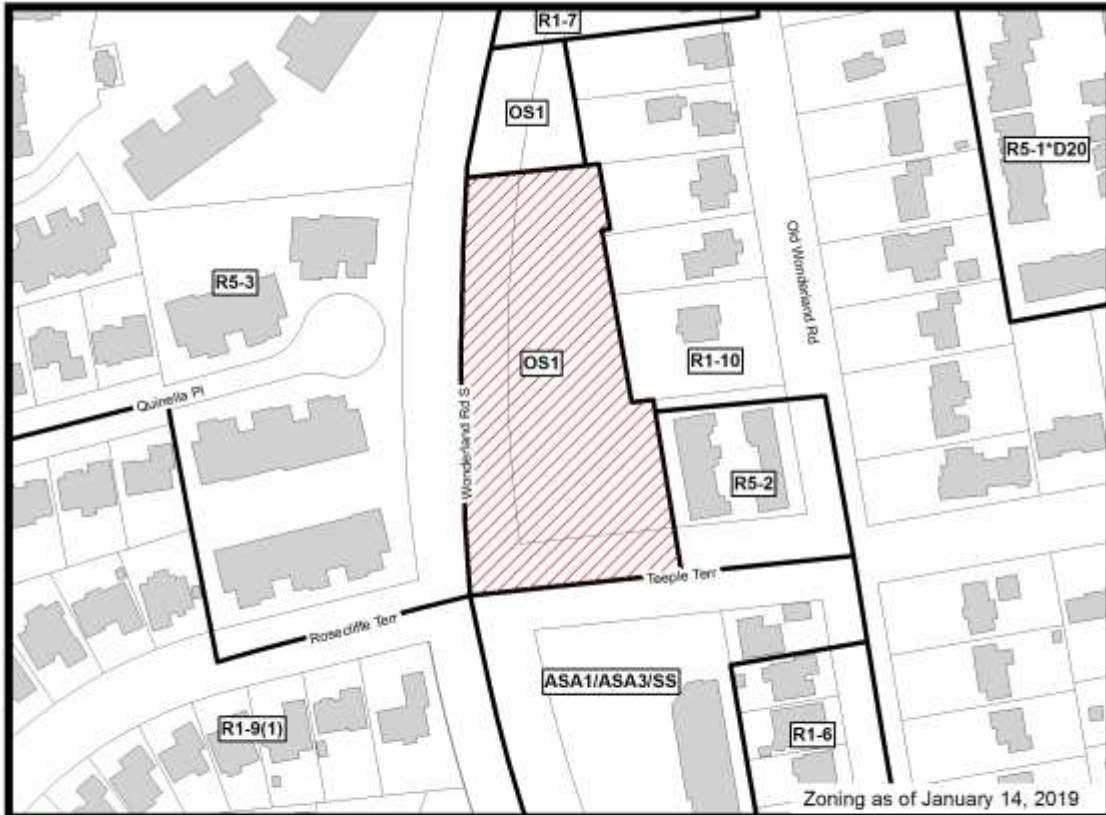 R1-7
OS1
R5-1*D20
Old Wonderland Rd
R5-3
OS1
R1-10
Quinella Pl
Wonderland Rd S
R5-2
Teeple Terr
Rosecliffe Terr
ASA1/ASA3/SS
R1-9(1)
R1-6
Zoning as of January 14, 2019